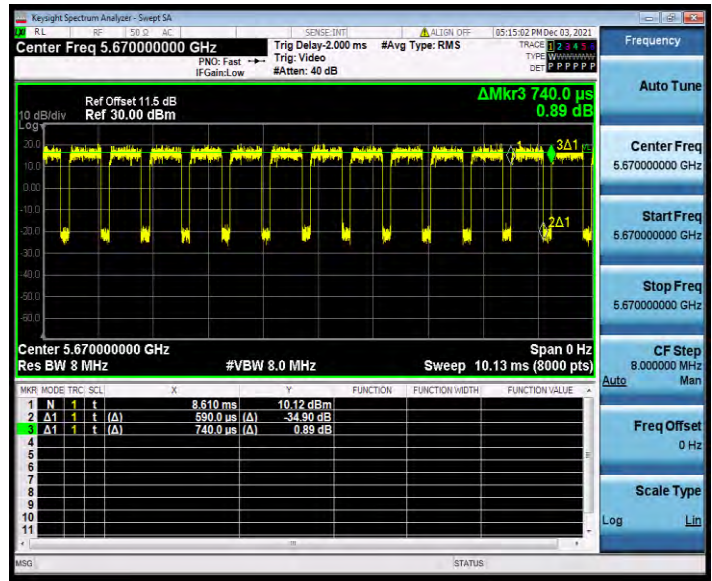 Keysight Spectrum Analyzer - Swept SA
LXI RL RF 50 Ω AC SENSE:INT ALIGN OFF 05:15:02 PM Dec 03, 2021
Center Freq 5.670000000 GHz
PNO: Fast
IFGain:Low
Trig Delay-2.000 ms #Avg Type: RMS
Trig: Video
#Atten: 40 dB
TRACE 1 2 3 4 5 6
TYPE WWWWWW
DET P P P P P P
Frequency
ΔMkr3 740.0 µs
0.89 dB
Ref Offset 11.5 dB
10 dB/div Ref 30.00 dBm
Log
20.0
10.0
0.00
-10.0
-20.0
-30.0
-40.0
-50.0
-60.0
1
3Δ1
2Δ1
Center 5.670000000 GHz Span 0 Hz
Res BW 8 MHz #VBW 8.0 MHz Sweep 10.13 ms (8000 pts)
MKR MODE TRC SCL X Y FUNCTION FUNCTION WIDTH FUNCTION VALUE
1 N 1 t 8.610 ms 10.12 dBm
2 Δ1 1 t (Δ) 590.0 µs (Δ) -34.90 dB
3 Δ1 1 t (Δ) 740.0 µs (Δ) 0.89 dB
4
5
6
7
8
9
10
11
MSG STATUS
Auto Tune
Center Freq
5.670000000 GHz
Start Freq
5.670000000 GHz
Stop Freq
5.670000000 GHz
CF Step
8.000000 MHz
Auto Man
Freq Offset
0 Hz
Scale Type
Log Lin